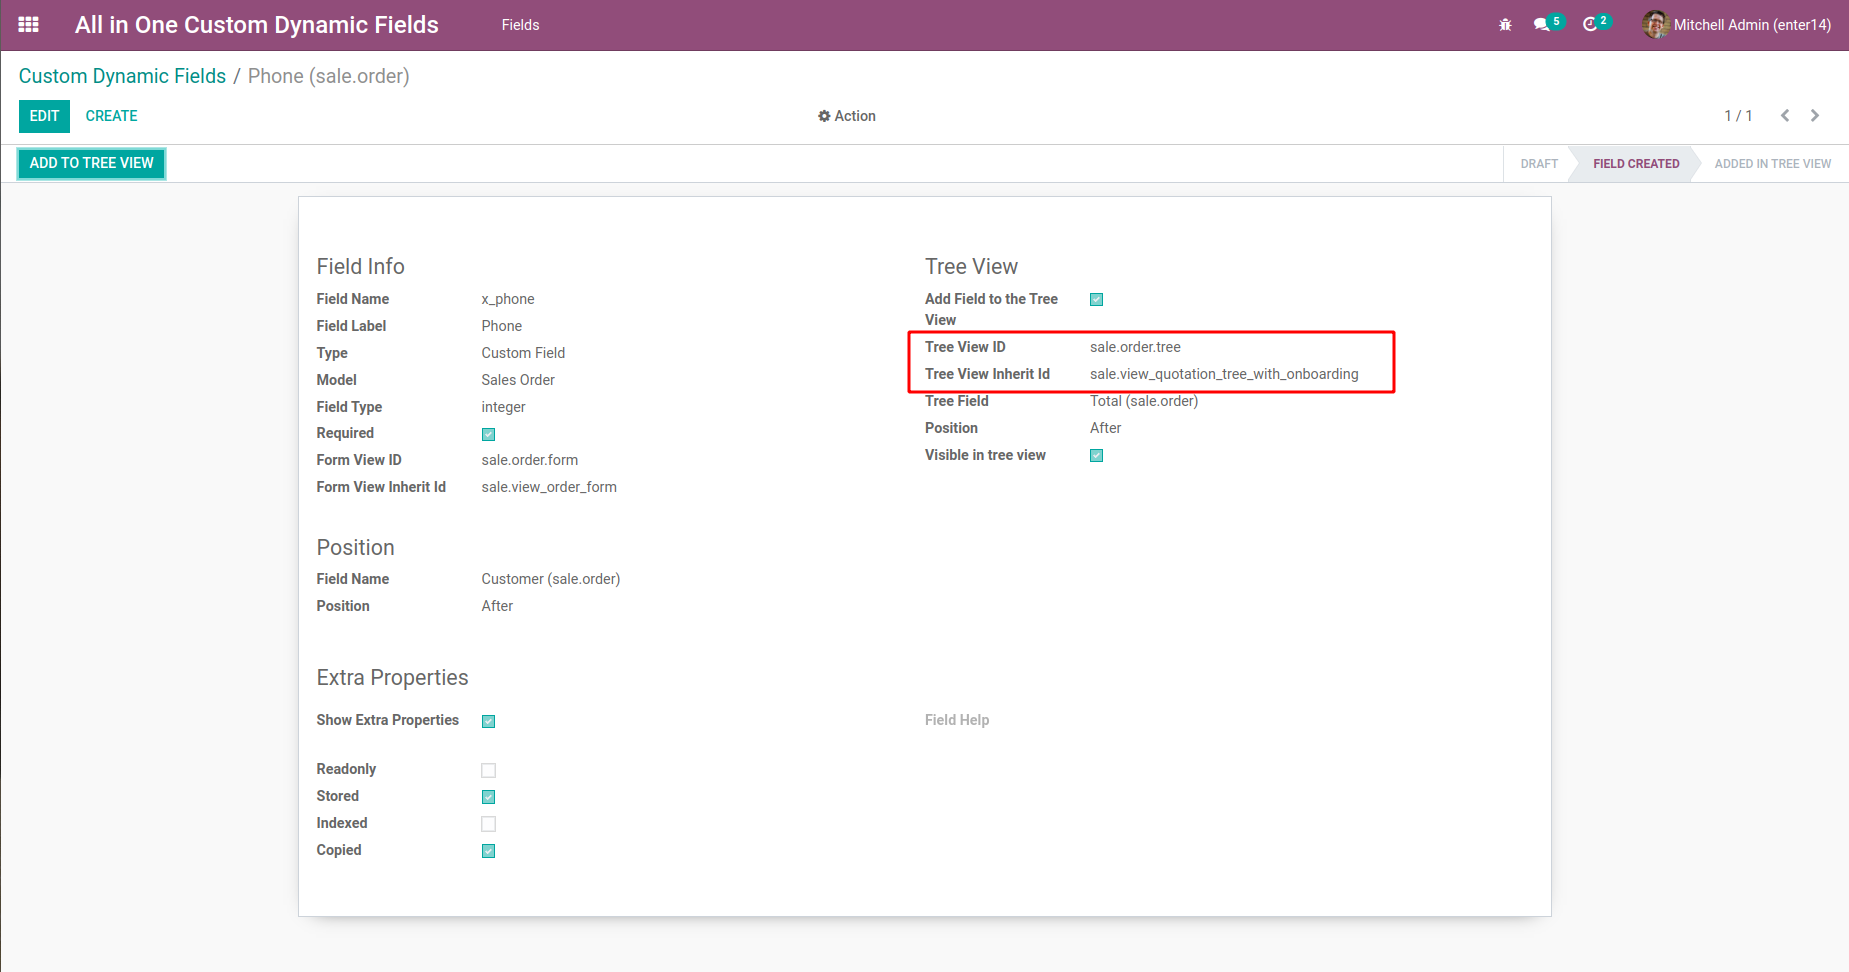 All in One Custom Dynamic Fields Fields 5 2 Mitchell Admin (enter14)
Custom Dynamic Fields / Phone (sale.order)
EDIT CREATE Action 1 / 1
ADD TO TREE VIEW DRAFT FIELD CREATED ADDED IN TREE VIEW
Field Info
Field Name x_phone
Field Label Phone
Type Custom Field
Model Sales Order
Field Type integer
Required
Form View ID sale.order.form
Form View Inherit Id sale.view_order_form
Tree View
Add Field to the Tree
View
Tree View ID sale.order.tree
Tree View Inherit Id sale.view_quotation_tree_with_onboarding
Tree Field Total (sale.order)
Position After
Visible in tree view
Position
Field Name Customer (sale.order)
Position After
Extra Properties
Show Extra Properties
Field Help
Readonly
Stored
Indexed
Copied